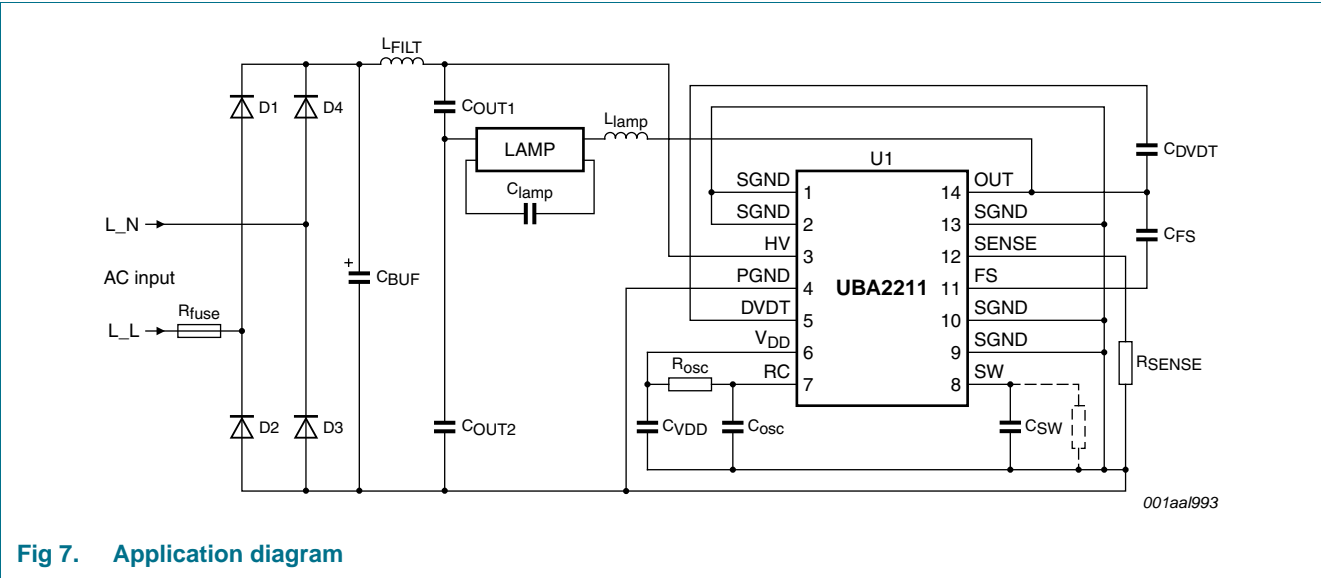 LFILT
D1
D4
COUT1
Llamp
LAMP
Clamp
CDVDT
U1
SGND
1
14
OUT
SGND
2
13
SGND
CFS
L_N
HV
3
12
SENSE
AC input
+
CBUF
PGND
4
UBA2211
11
FS
Rfuse
DVDT
5
10
SGND
L_L
VDD
6
9
SGND
Rosc
RC
7
8
SW
RSENSE
D2
D3
COUT2
CVDD
Cosc
CSW
001aal993
Fig 7. Application diagram